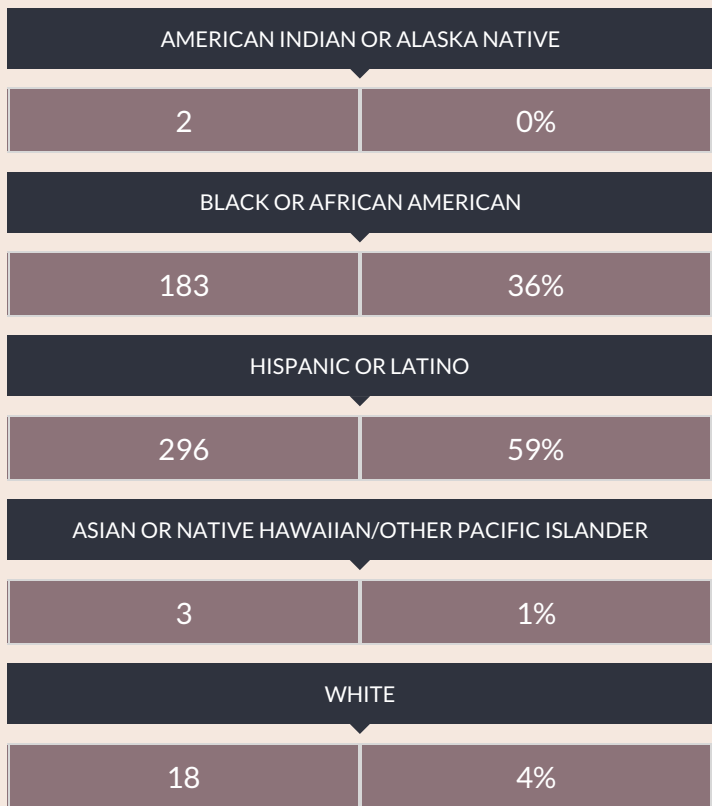 AMERICAN INDIAN OR ALASKA NATIVE
2 0%
BLACK OR AFRICAN AMERICAN
183 36%
HISPANIC OR LATINO
296 59%
ASIAN OR NATIVE HAWAIIAN/OTHER PACIFIC ISLANDER
3 1%
WHITE
18 4%